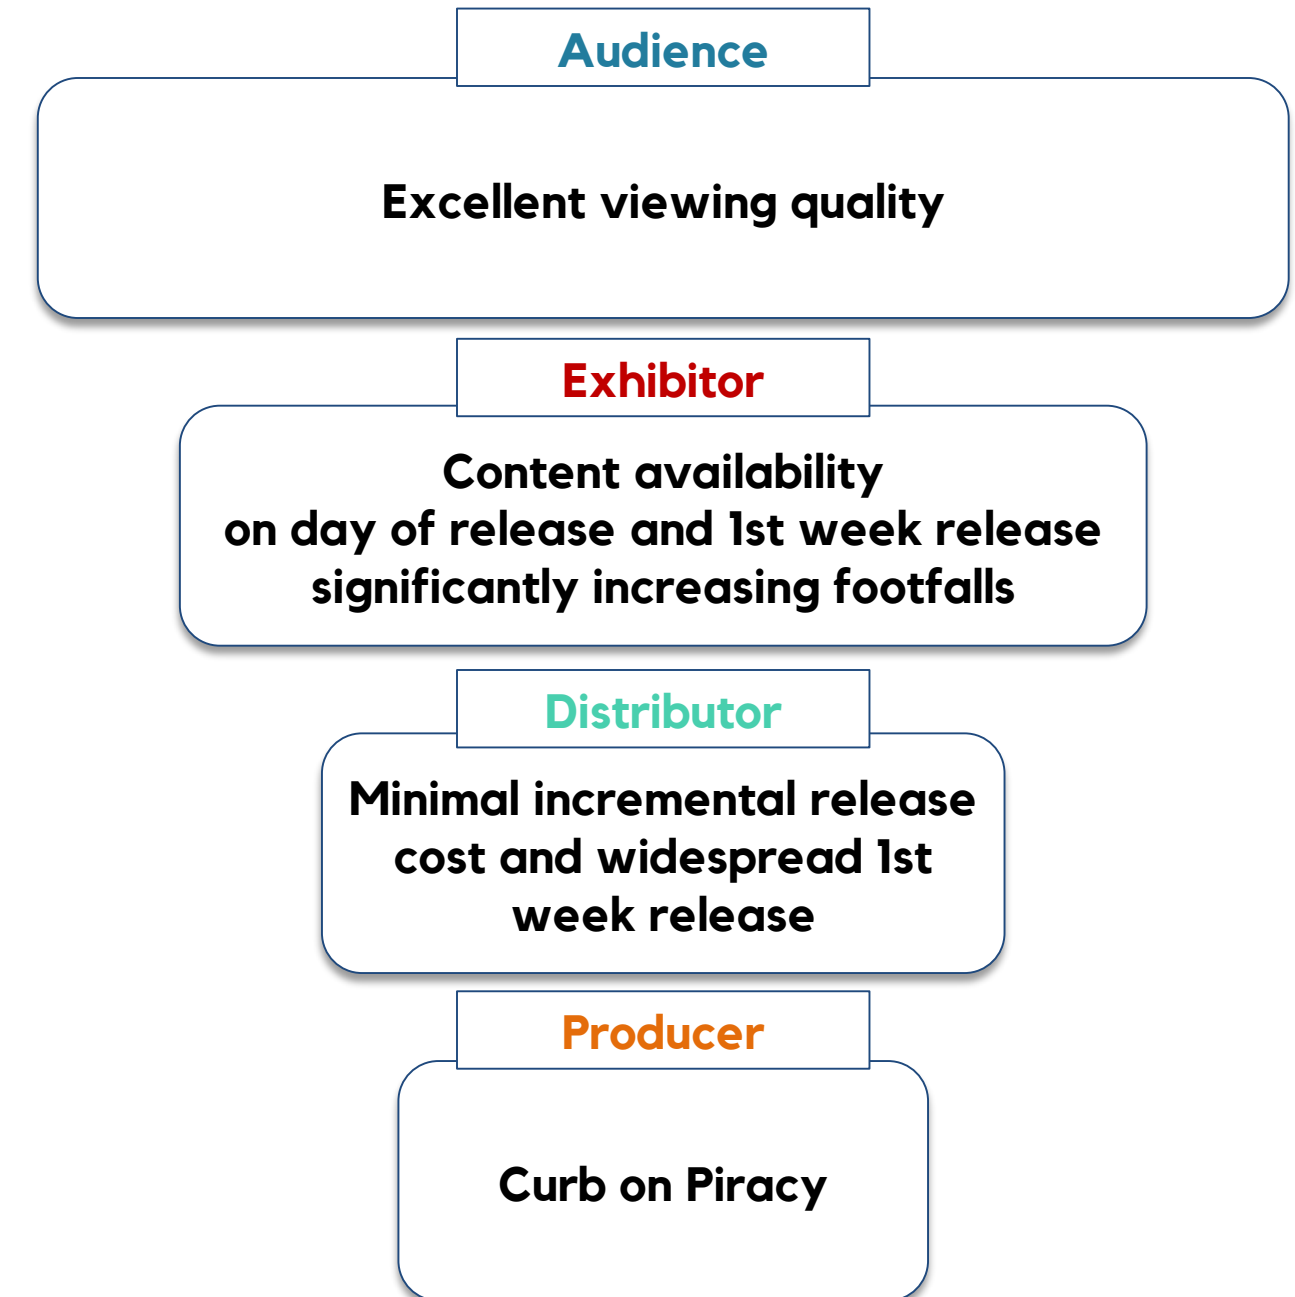 Audience
Excellent viewing quality
Exhibitor
Content availability
on day of release and 1st week release
significantly increasing footfalls
Distributor
Minimal incremental release
cost and widespread 1st
week release
Producer
Curb on Piracy